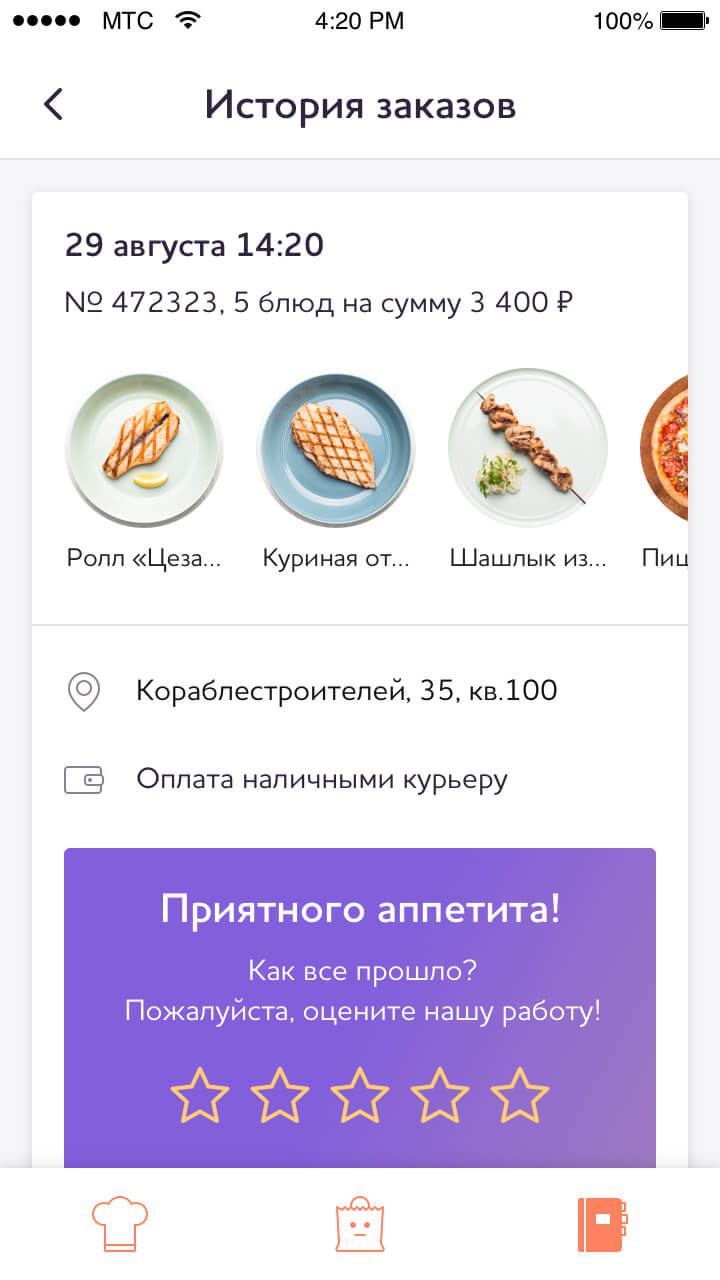 МТС
4:20 PM
100%
История заказов
29 августа 14:20
№ 472323, 5 блюд на сумму 3 400 ₽
Ролл «Цеза...
Куриная от...
Шашлык из...
Пиц
Кораблестроителей, 35, кв.100
Оплата наличными курьеру
Приятного аппетита!
Как все прошло?
Пожалуйста, оцените нашу работу!